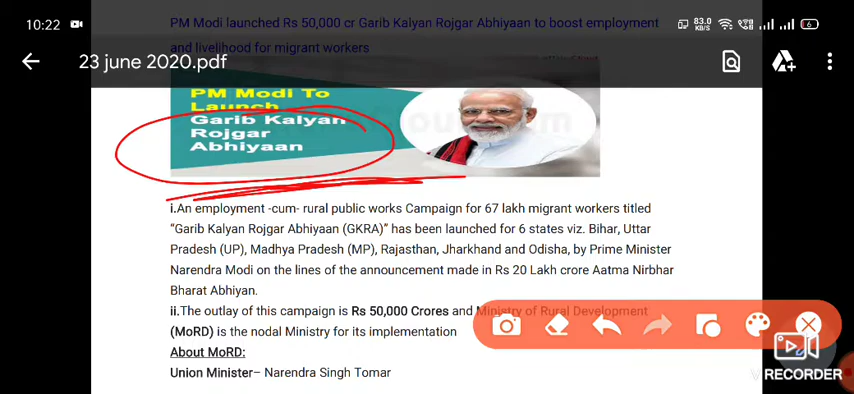 10:22
83.0
KB/S
6
PM Modi launched Rs 50,000 cr Garib Kalyan Rojgar Abhiyaan to boost employment
and livelihood for migrant workers
23 june 2020.pdf
PM Modi To
Launch
Garib Kalyan
Rojgar
Abhiyaan
i.An employment -cum- rural public works Campaign for 67 lakh migrant workers titled
“Garib Kalyan Rojgar Abhiyaan (GKRA)” has been launched for 6 states viz. Bihar, Uttar
Pradesh (UP), Madhya Pradesh (MP), Rajasthan, Jharkhand and Odisha, by Prime Minister
Narendra Modi on the lines of the announcement made in Rs 20 Lakh crore Aatma Nirbhar
Bharat Abhiyan.
ii.The outlay of this campaign is Rs 50,000 Crores and Ministry of Rural Development
(MoRD) is the nodal Ministry for its implementation
About MoRD:
Union Minister– Narendra Singh Tomar
RECORDER